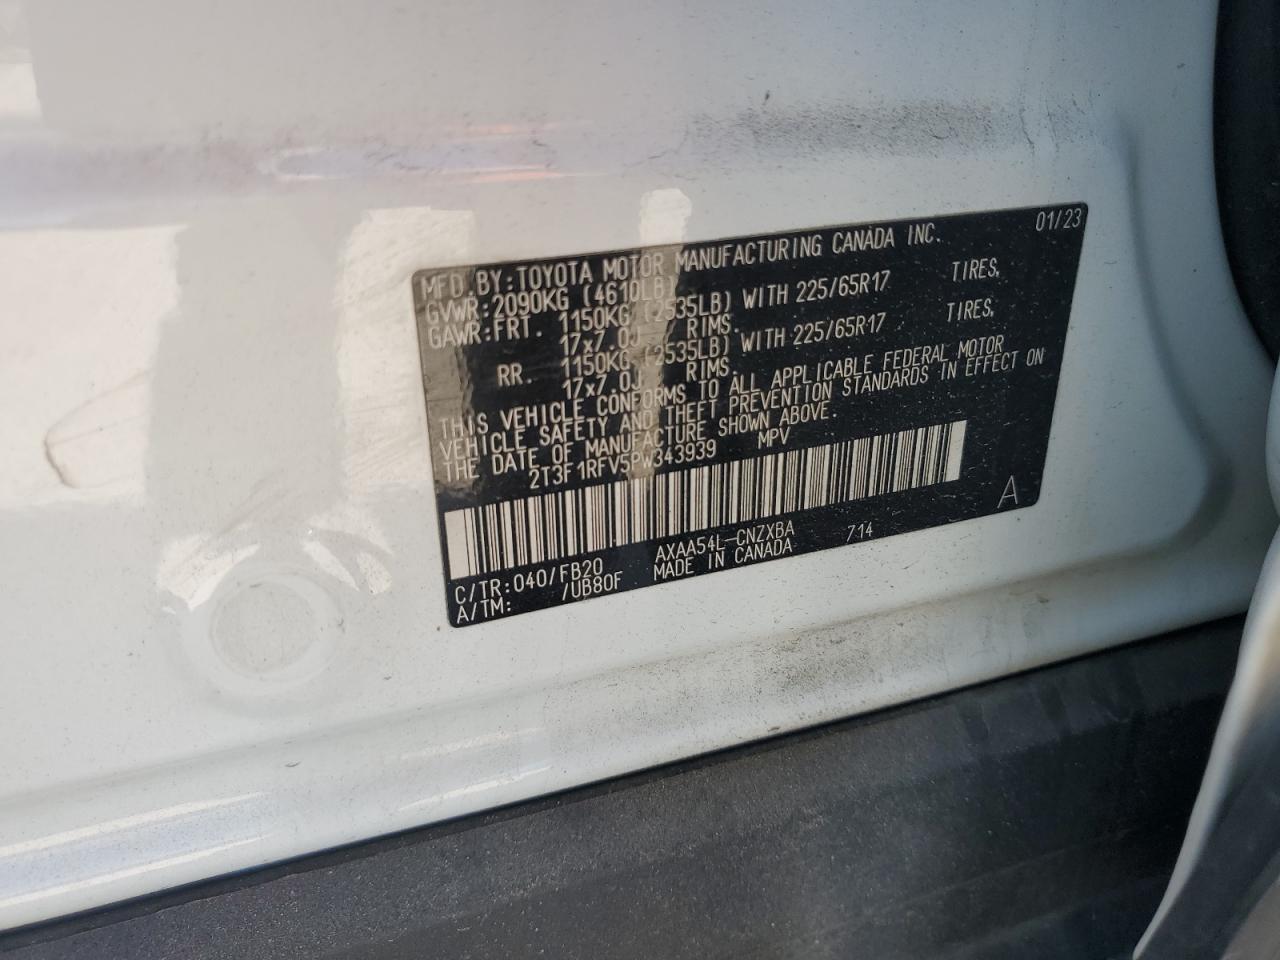 MFD.BY:TOYOTA MOTOR MANUFACTURING CANADA INC. 01/23
GVWR:2090KG (4610LB)
GAWR:FRT. 1150KG (2535LB) WITH 225/65R17 TIRES,
17x7.0J RIMS.
RR. 1150KG (2535LB) WITH 225/65R17 TIRES,
17x7.0J RIMS.
THIS VEHICLE CONFORMS TO ALL APPLICABLE FEDERAL MOTOR
VEHICLE SAFETY AND THEFT PREVENTION STANDARDS IN EFFECT ON
THE DATE OF MANUFACTURE SHOWN ABOVE.
2T3F1RFV5PW343939 MPV
A
C/TR:040/FB20 AXAA54L-CNZXBA 714
A/TM: /UB80F MADE IN CANADA